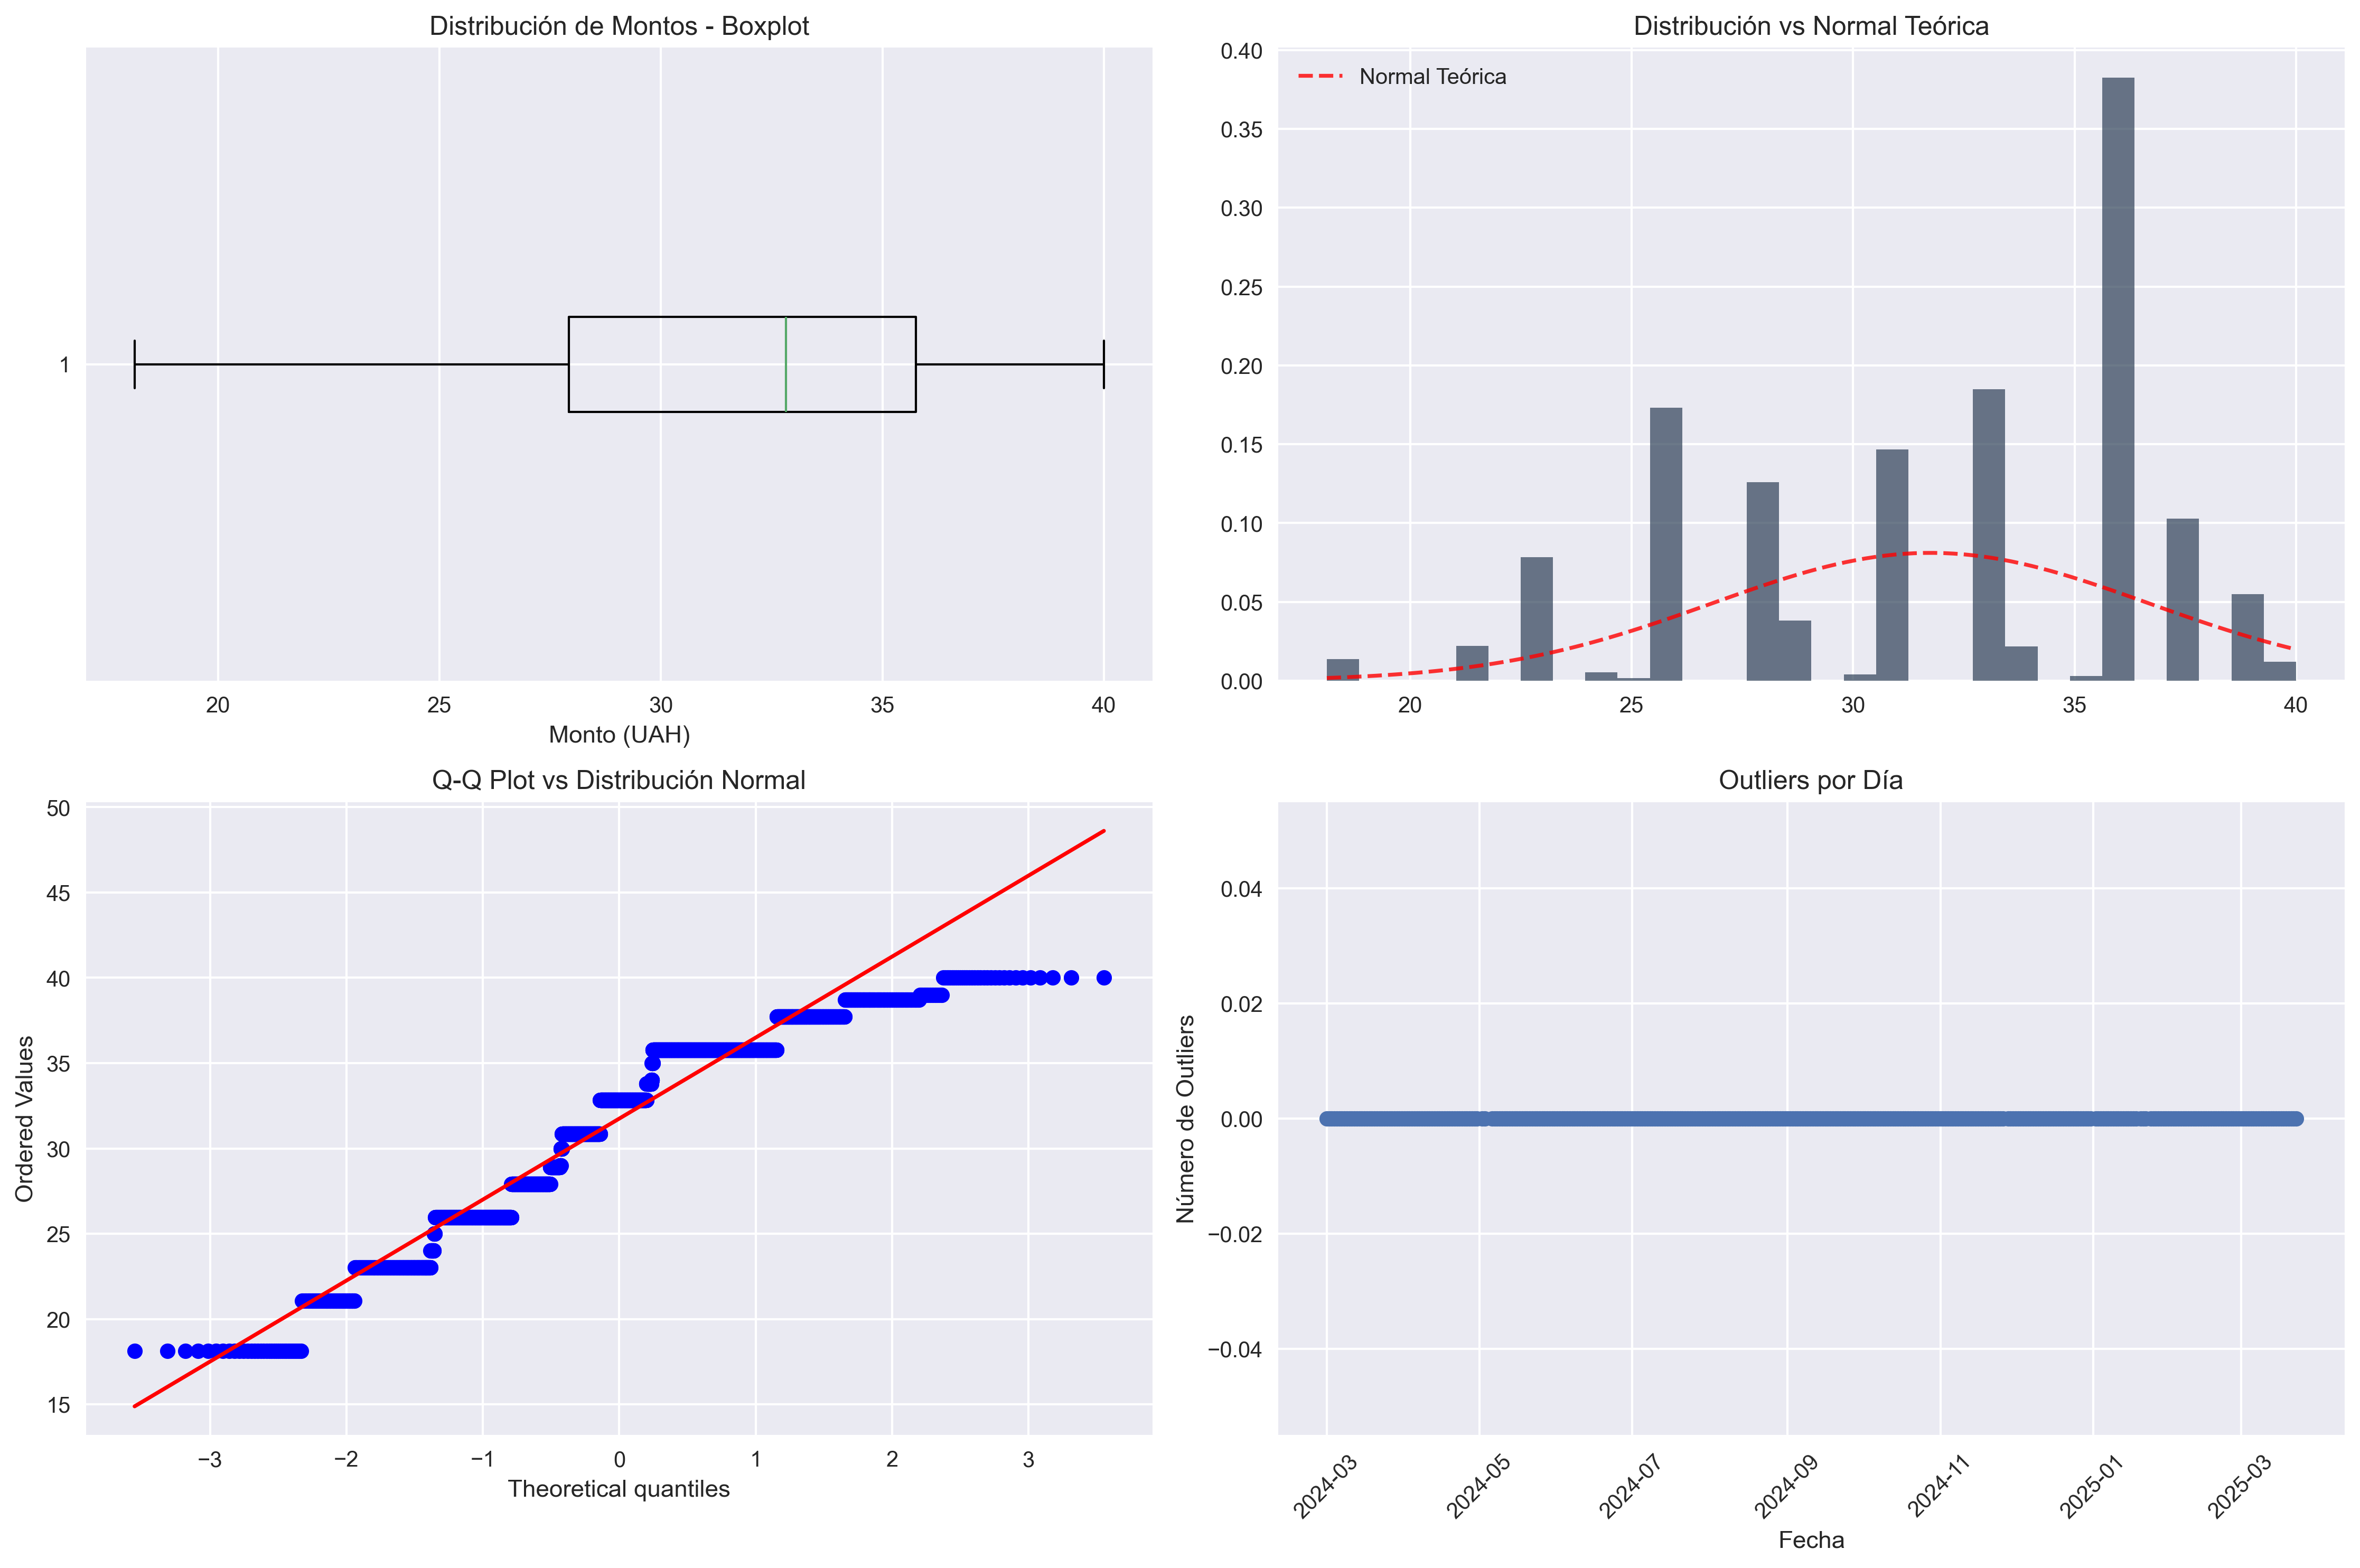 Distribución de Montos - Boxplot
1
20 25 30 35 40
Monto (UAH)
Distribución vs Normal Teórica
Normal Teórica
0.40
0.35
0.30
0.25
0.20
0.15
0.10
0.05
0.00
20 25 30 35 40
Q-Q Plot vs Distribución Normal
Ordered Values
50
45
40
35
30
25
20
15
−3 −2 −1 0 1 2 3
Theoretical quantiles
Outliers por Día
Número de Outliers
0.04
0.02
0.00
−0.02
−0.04
2024-03 2024-05 2024-07 2024-09 2024-11 2025-01 2025-03
Fecha